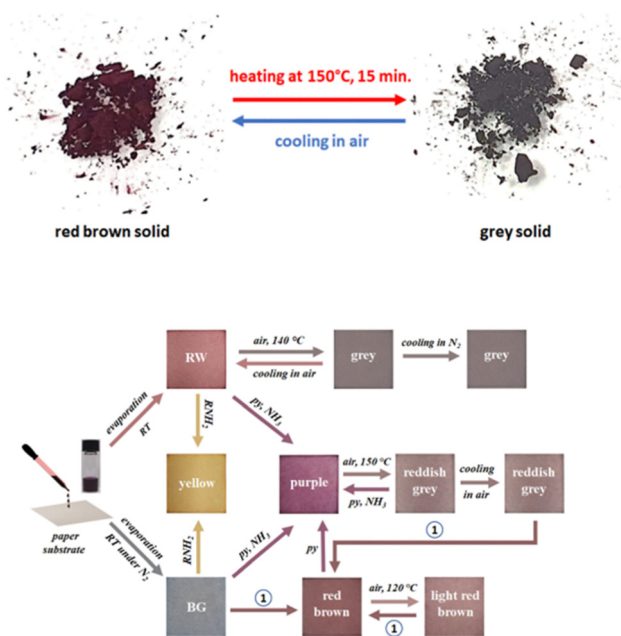 heating at 150°C, 15 min.
cooling in air
red brown solid
grey solid
RW
air, 140 °C
cooling in air
grey
cooling in N₂
grey
evaporation
RT
RNH₂
py, NH₃
paper
substrate
yellow
purple
air, 150 °C
py, NH₃
reddish
grey
cooling
in air
reddish
grey
evaporation
RT under N₂
RNH₂
py, NH₃
py
1
BG
1
red
brown
air, 120°C
1
light red
brown